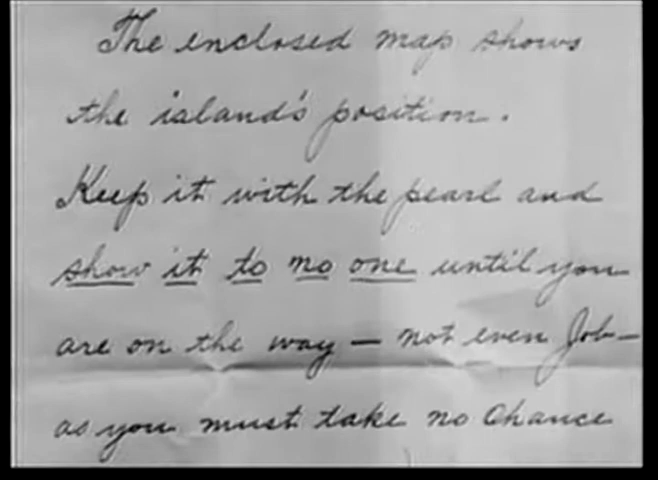 The enclosed map shows
the island's position.
Keep it with the pearl and
show it to no one until you
are on the way — not even Job —
as you must take no chance